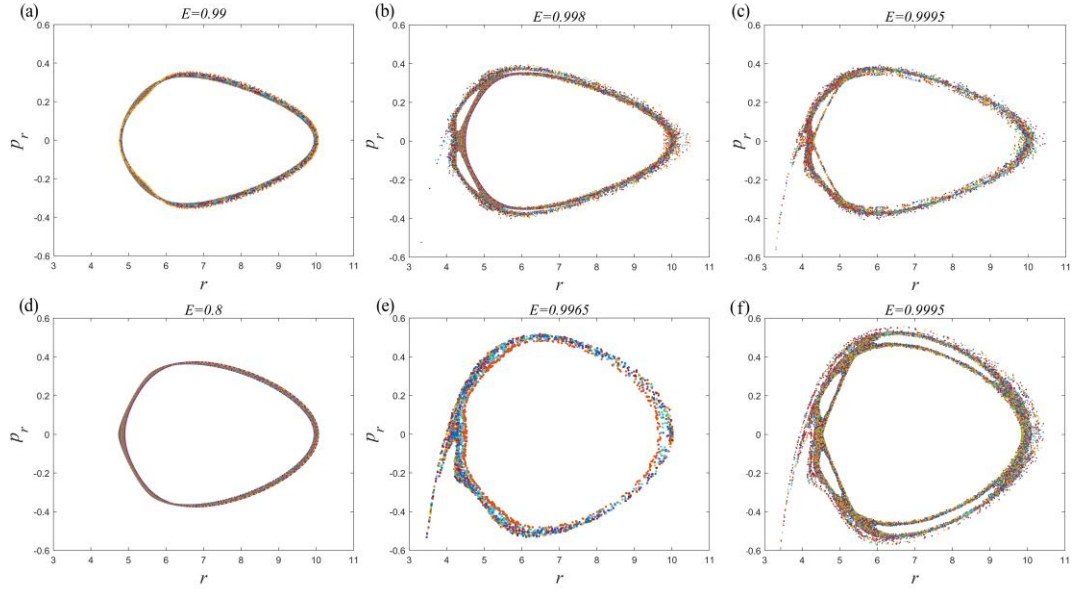 (a) E=0.99
(b) E=0.998
(c) E=0.9995
0.6 0.6 0.6
0.4 0.4 0.4
0.2 0.2 0.2
p_r 0 p_r 0 p_r 0
-0.2 -0.2 -0.2
-0.4 -0.4 -0.4
-0.6 -0.6 -0.6
3 4 5 6 7 8 9 10 11 3 4 5 6 7 8 9 10 11 3 4 5 6 7 8 9 10 11
r r r
(d) E=0.8
(e) E=0.9965
E=0.9995 (f)
0.6 0.6 0.6
0.4 0.4 0.4
0.2 0.2 0.2
p_r 0 p_r 0 p_r 0
-0.2 -0.2 -0.2
-0.4 -0.4 -0.4
-0.6 -0.6 -0.6
3 4 5 6 7 8 9 10 11 3 4 5 6 7 8 9 10 11 3 4 5 6 7 8 9 10 11
r r r